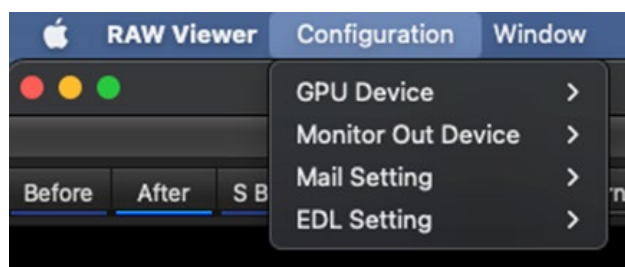 RAW Viewer Configuration Window
GPU Device
Monitor Out Device
Mail Setting
EDL Setting
Before After S B